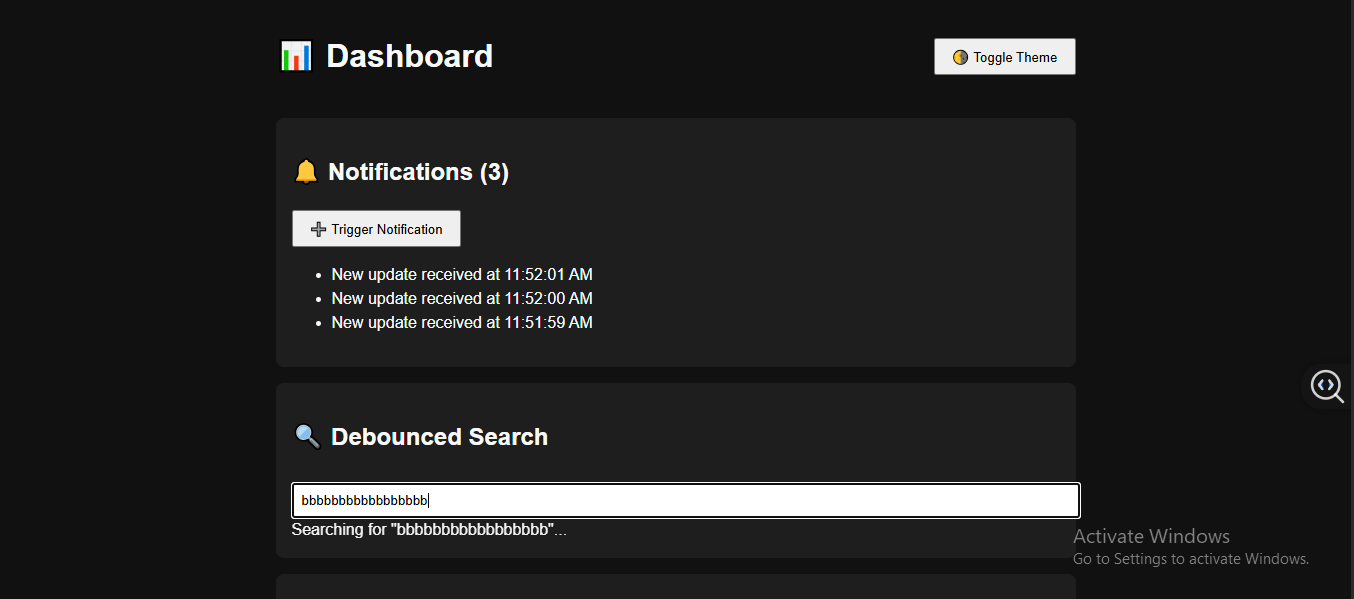 Dashboard
Toggle Theme
Notifications (3)
Trigger Notification
New update received at 11:52:01 AM
New update received at 11:52:00 AM
New update received at 11:51:59 AM
Debounced Search
bbbbbbbbbbbbbbbbb
Searching for "bbbbbbbbbbbbbbbbb"...
Activate Windows
Go to Settings to activate Windows.